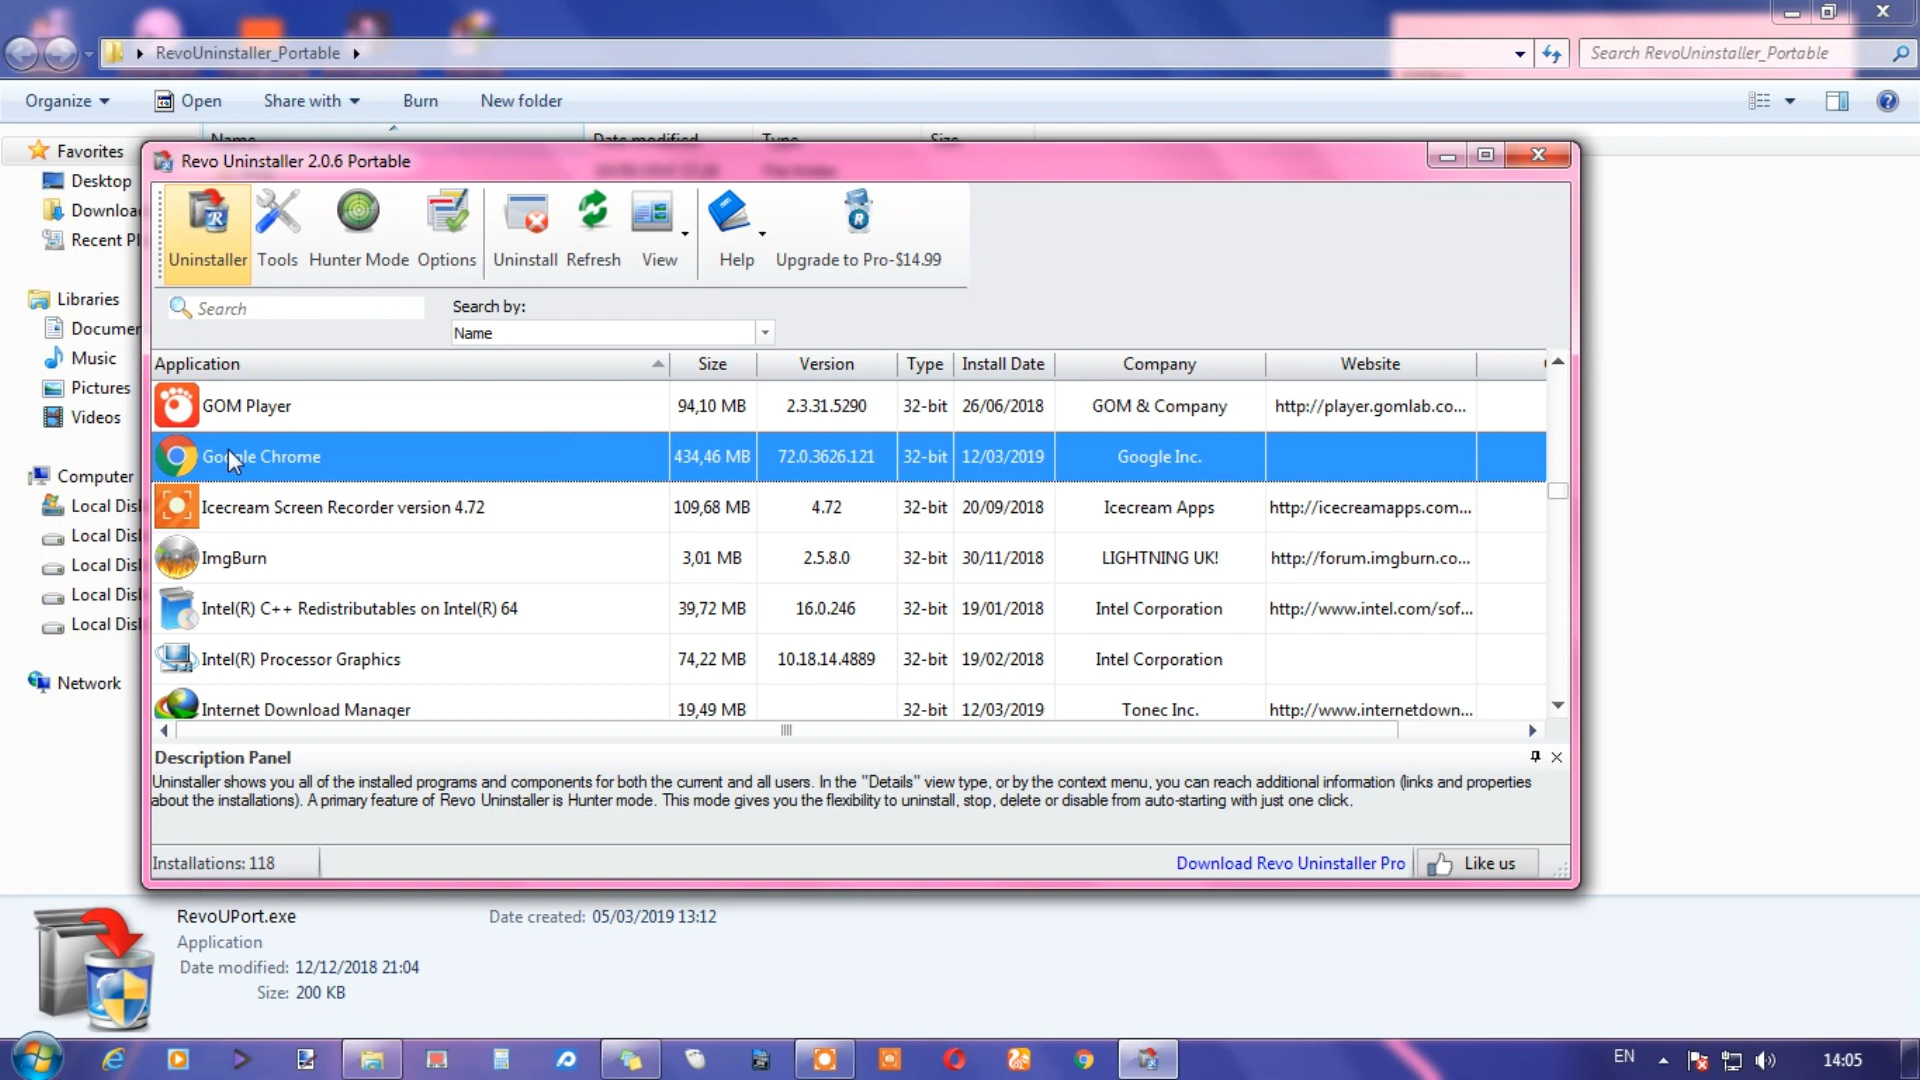 RevoUninstaller_Portable
Search RevoUninstaller_Portable
Organize Open Share with Burn New folder
Name Date modified Type Size
Favorites
Desktop
Downloa
Recent Pl
Libraries
Documen
Music
Pictures
Videos
Computer
Local Disl
Local Disl
Local Disl
Local Disl
Local Disl
Network
Revo Uninstaller 2.0.6 Portable
Uninstaller Tools Hunter Mode Options Uninstall Refresh View Help Upgrade to Pro-$14.99
Search Search by:
Name
Application Size Version Type Install Date Company Website
GOM Player 94,10 MB 2.3.31.5290 32-bit 26/06/2018 GOM & Company http://player.gomlab.co...
Google Chrome 434,46 MB 72.0.3626.121 32-bit 12/03/2019 Google Inc.
Icecream Screen Recorder version 4.72 109,68 MB 4.72 32-bit 20/09/2018 Icecream Apps http://icecreamapps.com...
ImgBurn 3,01 MB 2.5.8.0 32-bit 30/11/2018 LIGHTNING UK! http://forum.imgburn.co...
Intel(R) C++ Redistributables on Intel(R) 64 39,72 MB 16.0.246 32-bit 19/01/2018 Intel Corporation http://www.intel.com/sof...
Intel(R) Processor Graphics 74,22 MB 10.18.14.4889 32-bit 19/02/2018 Intel Corporation
Internet Download Manager 19,49 MB 32-bit 12/03/2019 Tonec Inc. http://www.internetdown...
Description Panel
Uninstaller shows you all of the installed programs and components for both the current and all users. In the "Details" view type, or by the context menu, you can reach additional information (links and properties
about the installations). A primary feature of Revo Uninstaller is Hunter mode. This mode gives you the flexibility to uninstall, stop, delete or disable from auto-starting with just one click.
Installations: 118 Download Revo Uninstaller Pro Like us
RevoUPort.exe Date created: 05/03/2019 13:12
Application
Date modified: 12/12/2018 21:04
Size: 200 KB
EN 14:05